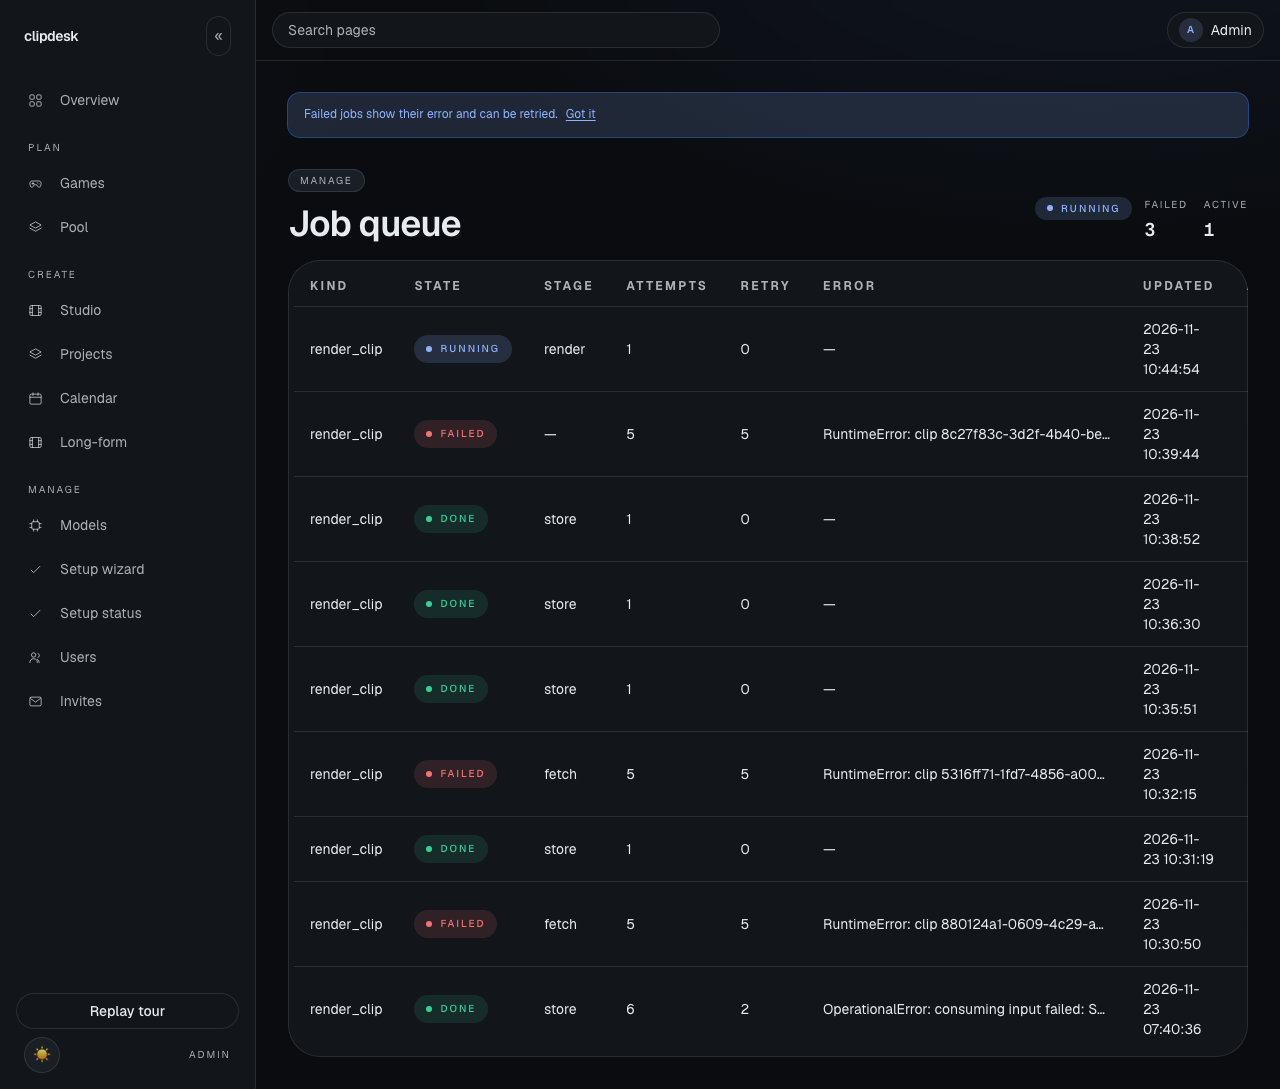 clipdesk
«
Search pages
A Admin
Overview
PLAN
Games
Pool
CREATE
Studio
Projects
Calendar
Long-form
MANAGE
Models
Setup wizard
Setup status
Users
Invites
Replay tour
ADMIN
Failed jobs show their error and can be retried. Got it
MANAGE
Job queue
RUNNING
FAILED
3
ACTIVE
1
KIND STATE STAGE ATTEMPTS RETRY ERROR UPDATED
render_clip RUNNING render 1 0 — 2026-11-
23
10:44:54
render_clip FAILED — 5 5 RuntimeError: clip 8c27f83c-3d2f-4b40-be… 2026-11-
23
10:39:44
render_clip DONE store 1 0 — 2026-11-
23
10:38:52
render_clip DONE store 1 0 — 2026-11-
23
10:36:30
render_clip DONE store 1 0 — 2026-11-
23
10:35:51
render_clip FAILED fetch 5 5 RuntimeError: clip 5316ff71-1fd7-4856-a00… 2026-11-
23
10:32:15
render_clip DONE store 1 0 — 2026-11-
23 10:31:19
render_clip FAILED fetch 5 5 RuntimeError: clip 880124a1-0609-4c29-a… 2026-11-
23
10:30:50
render_clip DONE store 6 2 OperationalError: consuming input failed: S… 2026-11-
23
07:40:36